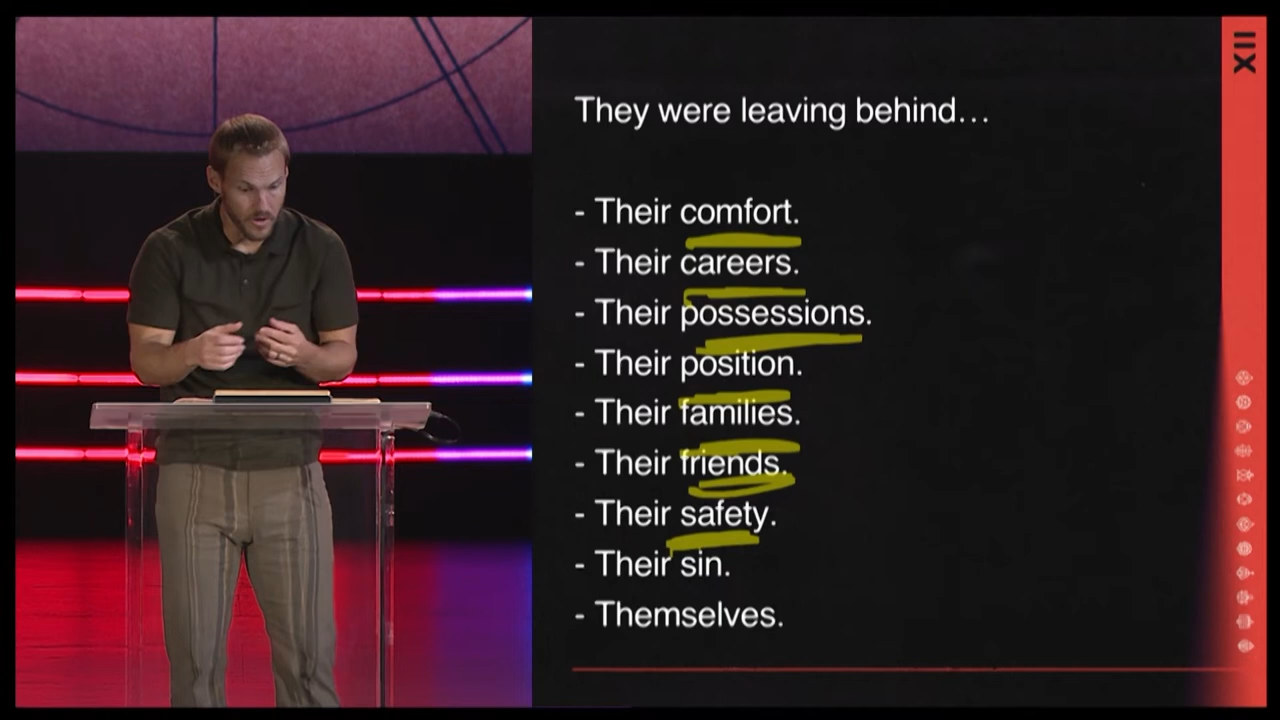 They were leaving behind…
- Their comfort.
- Their careers.
- Their possessions.
- Their position.
- Their families.
- Their friends.
- Their safety.
- Their sin.
- Themselves.
XII